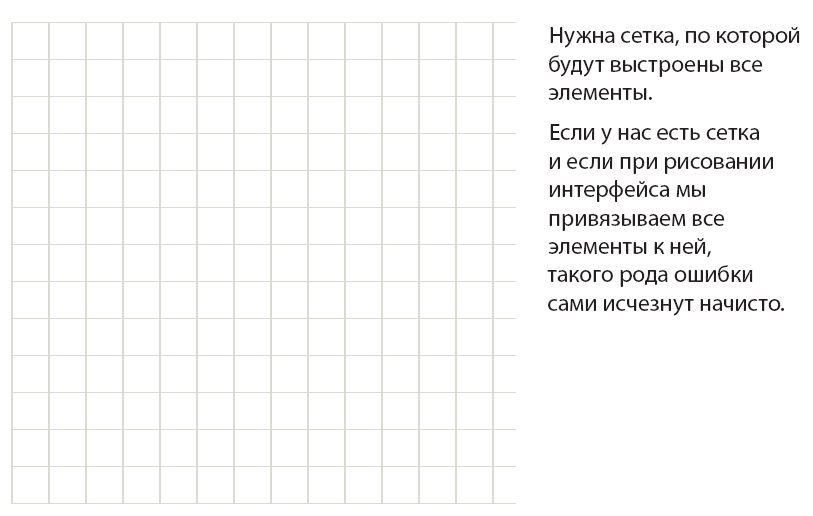 Нужна сетка, по которой
будут выстроены все
элементы.
Если у нас есть сетка
и если при рисовании
интерфейса мы
привязываем все
элементы к ней,
такого рода ошибки
сами исчезнут начисто.